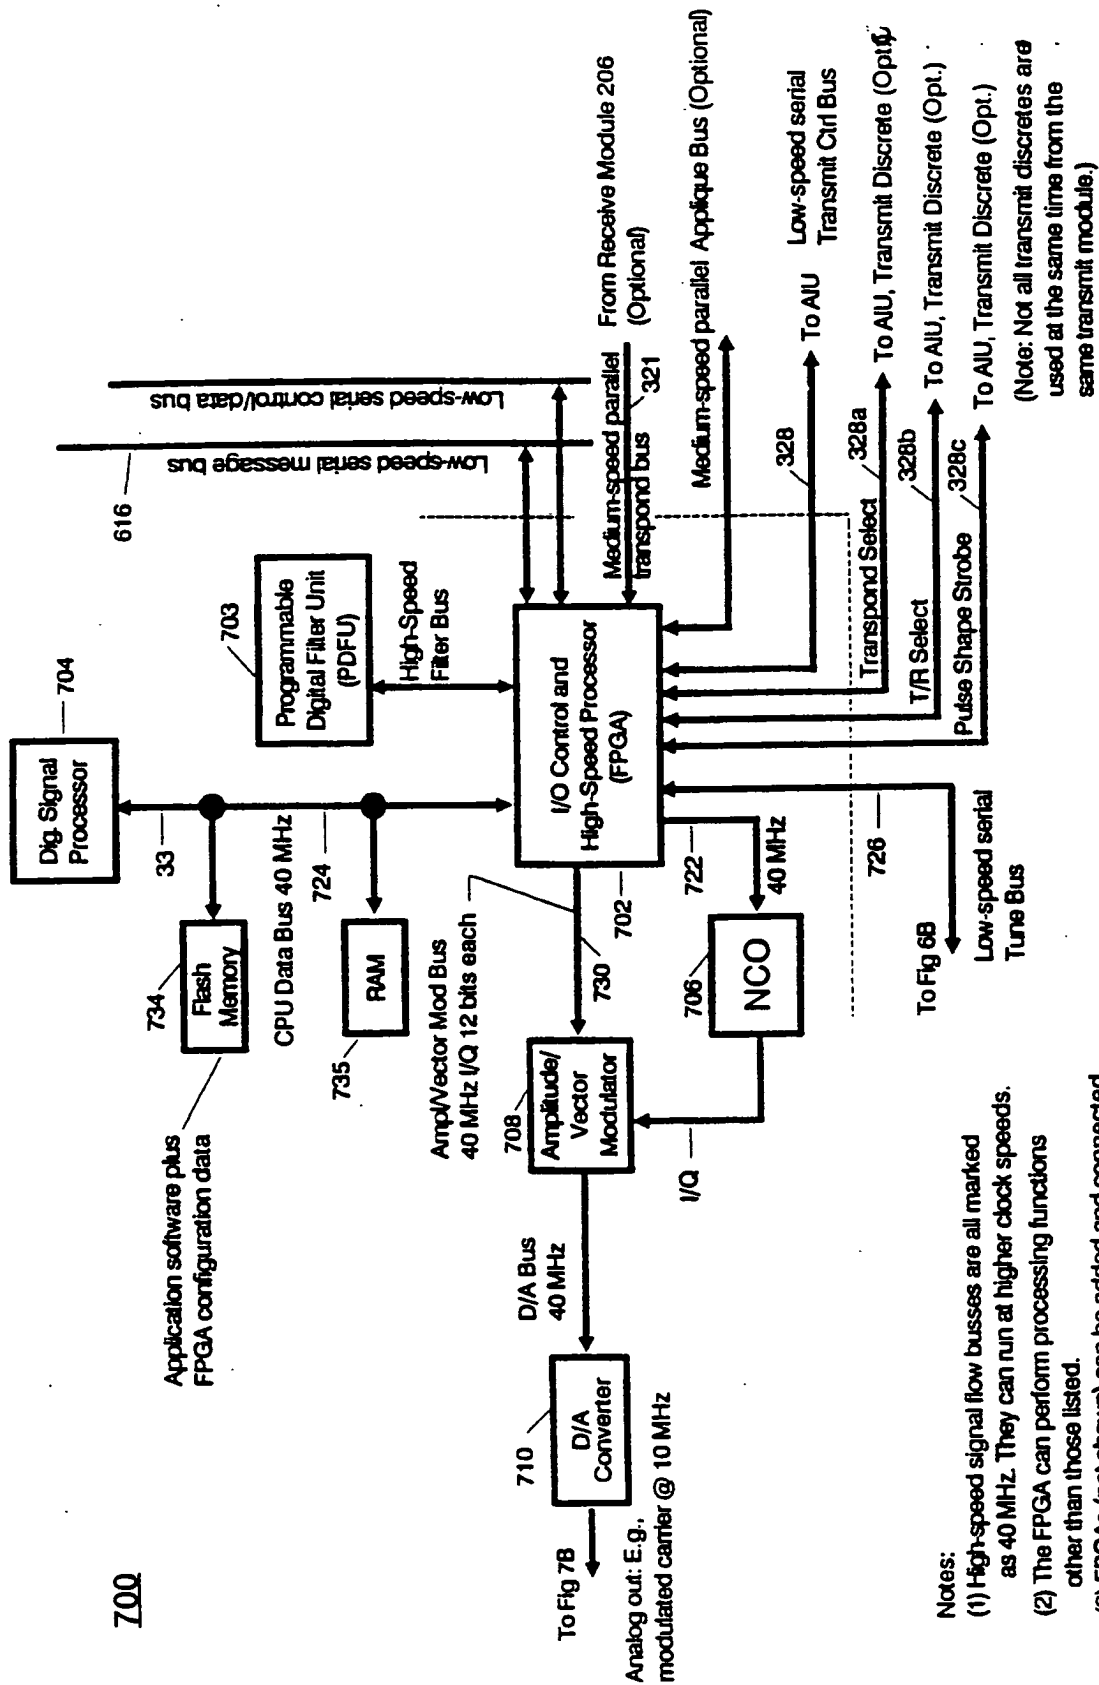 700
704
Dig. Signal
Processor
33
734
Flash
Memory
Application software plus
FPGA configuration data
CPU Data Bus 40 MHz
724
735
RAM
703
Programmable
Digital Filter Unit
(PDFU)
High-Speed
Filter Bus
616
Low-speed serial message bus
Low-speed serial control/data bus
Medium-speed parallel
transpond bus
321
From Receive Module 206
(Optional)
Medium-speed parallel Applique Bus (Optional)
I/O Control and
High-Speed Processor
(FPGA)
702
Ampl/Vector Mod Bus
40 MHz I/Q 12 bits each
730
708
Amplitude/
Vector
Modulator
D/A Bus
40 MHz
710
D/A
Converter
To Fig 7B
Analog out: E.g.,
modulated carrier @ 10 MHz
I/Q
706
NCO
722
40 MHz
726
To Fig 6B
Low-speed serial
Tune Bus
328
To AIU
Low-speed serial
Transmit Ctrl Bus
Transpond Select
328a
To AIU, Transmit Discrete
T/R Select
328b
To AIU, Transmit Discrete (Opt.)
Pulse Shape Strobe
328c
To AIU, Transmit Discrete (Opt.)
(Note: Not all transmit discretes are
used at the same time from the
same transmit module.)
Notes:
(1) High-speed signal flow busses are all marked
as 40 MHz. They can run at higher clock speeds.
(2) The FPGA can perform processing functions
other than those listed.